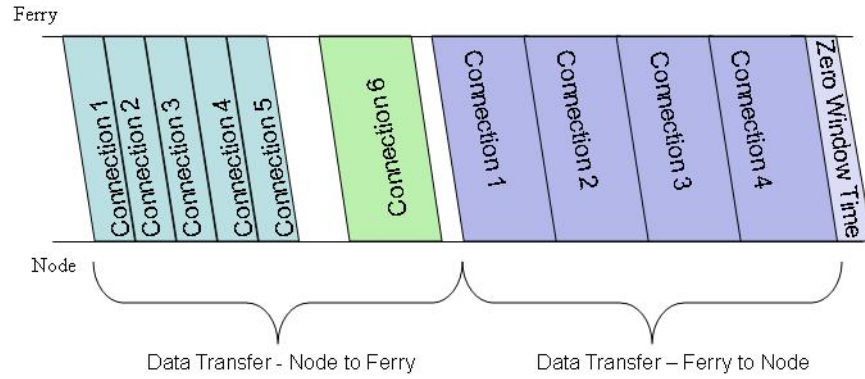 Ferry
Connection 1
Connection 2
Connection 3
Connection 4
Connection 5
Connection 6
Connection 1
Connection 2
Connection 3
Connection 4
Zero Window Time
Node
Data Transfer - Node to Ferry
Data Transfer – Ferry to Node